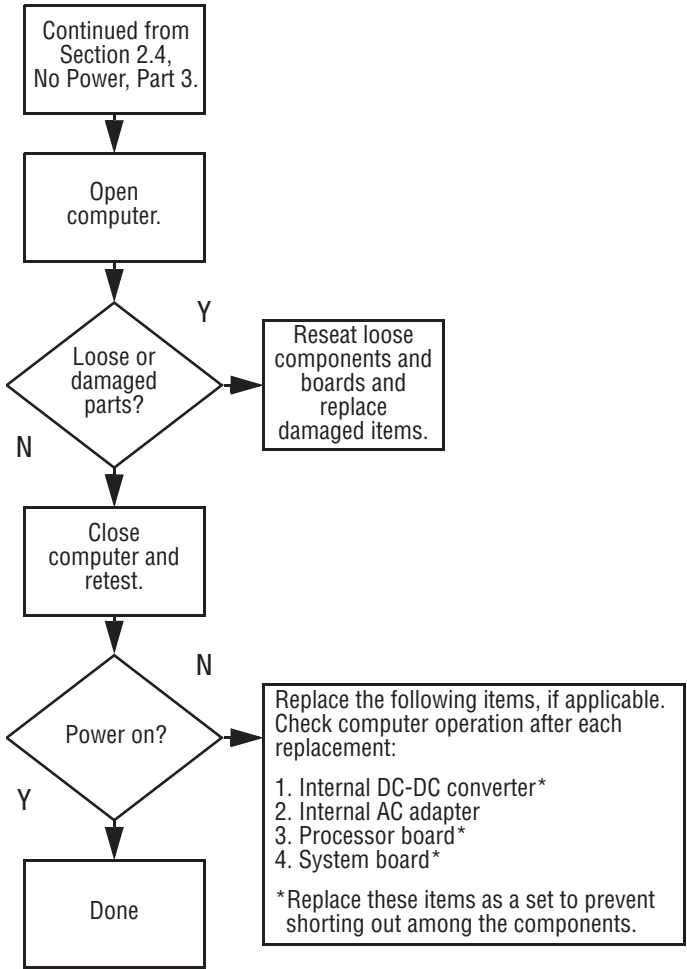 Continued from
Section 2.4,
No Power, Part 3.
Open
computer.
Y
Loose or
damaged
parts?
Reseat loose
components and
boards and
replace
damaged items.
N
Close
computer and
retest.
N
Power on?
Replace the following items, if applicable.
Check computer operation after each
replacement:
1. Internal DC-DC converter*
2. Internal AC adapter
3. Processor board*
4. System board*
*Replace these items as a set to prevent
shorting out among the components.
Y
Done